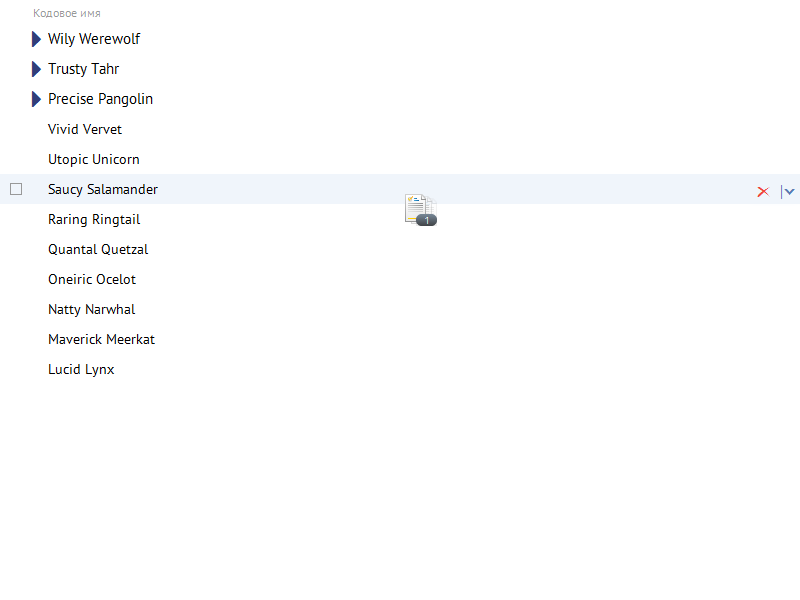 Кодовое имя
Wily Werewolf
Trusty Tahr
Precise Pangolin
Vivid Vervet
Utopic Unicorn
Saucy Salamander
1
Raring Ringtail
Quantal Quetzal
Oneiric Ocelot
Natty Narwhal
Maverick Meerkat
Lucid Lynx